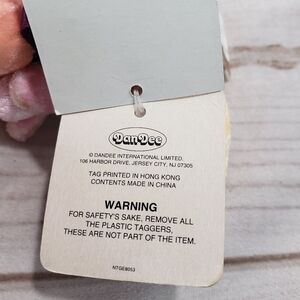 DanDee
© DANDEE INTERNATIONAL LIMITED
106 HARBOR DRIVE, JERSEY CITY, NJ 07305
TAG PRINTED IN HONG KONG
CONTENTS MADE IN CHINA
WARNING
FOR SAFETY'S SAKE, REMOVE ALL
THE PLASTIC TAGGERS,
THESE ARE NOT PART OF THE ITEM.
NTGEB053